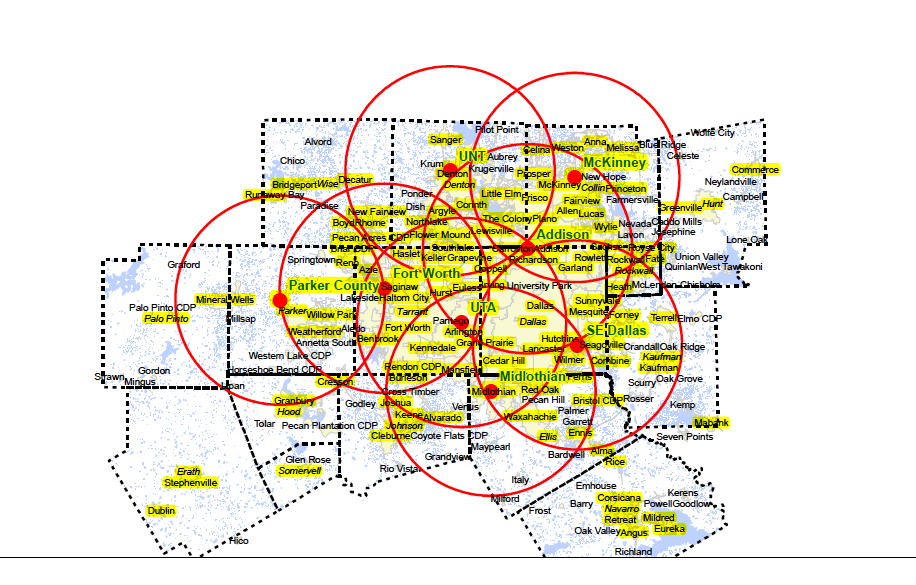 Wolfe City
Pilot Point
Alvord
Sanger
Anna
Melissa
Blue Ridge
Celeste
Celina
Weston
UNT
Aubrey
McKinney
Chico
Krum
Krugerville
Denton
Denton
Prosper
New Hope
Commerce
Bridgeport
Wise
Decatur
McKinney
Collin
Princeton
Neylandville
Runaway Bay
Ponder
Little Elm
Frisco
Fairview
Farmersville
Campbell
Paradise
Dish
Corinth
Greenville
Hunt
New Fairview
Argyle
Allen
Lucas
Boyd
Rhome
Northlake
The Colony
Plano
Wylie
Nevada
Caddo Mills
Josephine
Pecan Acres CDP
Flower Mound
Lewisville
Addison
Lavon
Lone Oak
Briar CDP
Southlake
Carrollton
Addison
Royse City
Springtown
Reno
Haslet
Keller
Grapevine
Richardson
Rowlett
Rockwall
Fate
Union Valley
Graford
Azle
Fort Worth
Coppell
Garland
Rockwall
Quinlan
West Tawakoni
Parker County
Saginaw
Hurst
Euless
Irving
University Park
Heath
McLendon-Chisholm
Mineral Wells
Lakeside
Haltom City
Sunnyvale
Palo Pinto CDP
Palo Pinto
Millsap
Parker
Willow Park
Tarrant
UTA
Dallas
Dallas
Mesquite
Forney
Terrell
Elmo CDP
Weatherford
Aledo
Fort Worth
Pantego
Arlington
SE Dallas
Annetta South
Benbrook
Kennedale
Grand Prairie
Hutchins
Lancaster
Seagoville
Crandall
Oak Ridge
Western Lake CDP
Cedar Hill
Wilmer
Combine
Kaufman
Kaufman
Gordon
Horseshoe Bend CDP
Rendon CDP
Mansfield
Strawn
Mingus
Lipan
Cresson
Burleson
Midlothian
Ferris
Scurry
Oak Grove
Cross Timber
Midlothian
Red Oak
Granbury
Hood
Godley
Joshua
Venus
Pecan Hill
Bristol CDP
Rosser
Kemp
Keene
Alvarado
Waxahachie
Palmer
Tolar
Pecan Plantation CDP
Johnson
Garrett
Mabank
Cleburne
Coyote Flats CDP
Ellis
Ennis
Seven Points
Maypearl
Glen Rose
Somervell
Grandview
Bardwell
Alma
Rice
Erath
Stephenville
Rio Vista
Italy
Emhouse
Milford
Corsicana
Kerens
Dublin
Frost
Barry
Navarro
Powell
Goodlow
Retreat
Mildred
Hico
Oak Valley
Angus
Eureka
Richland